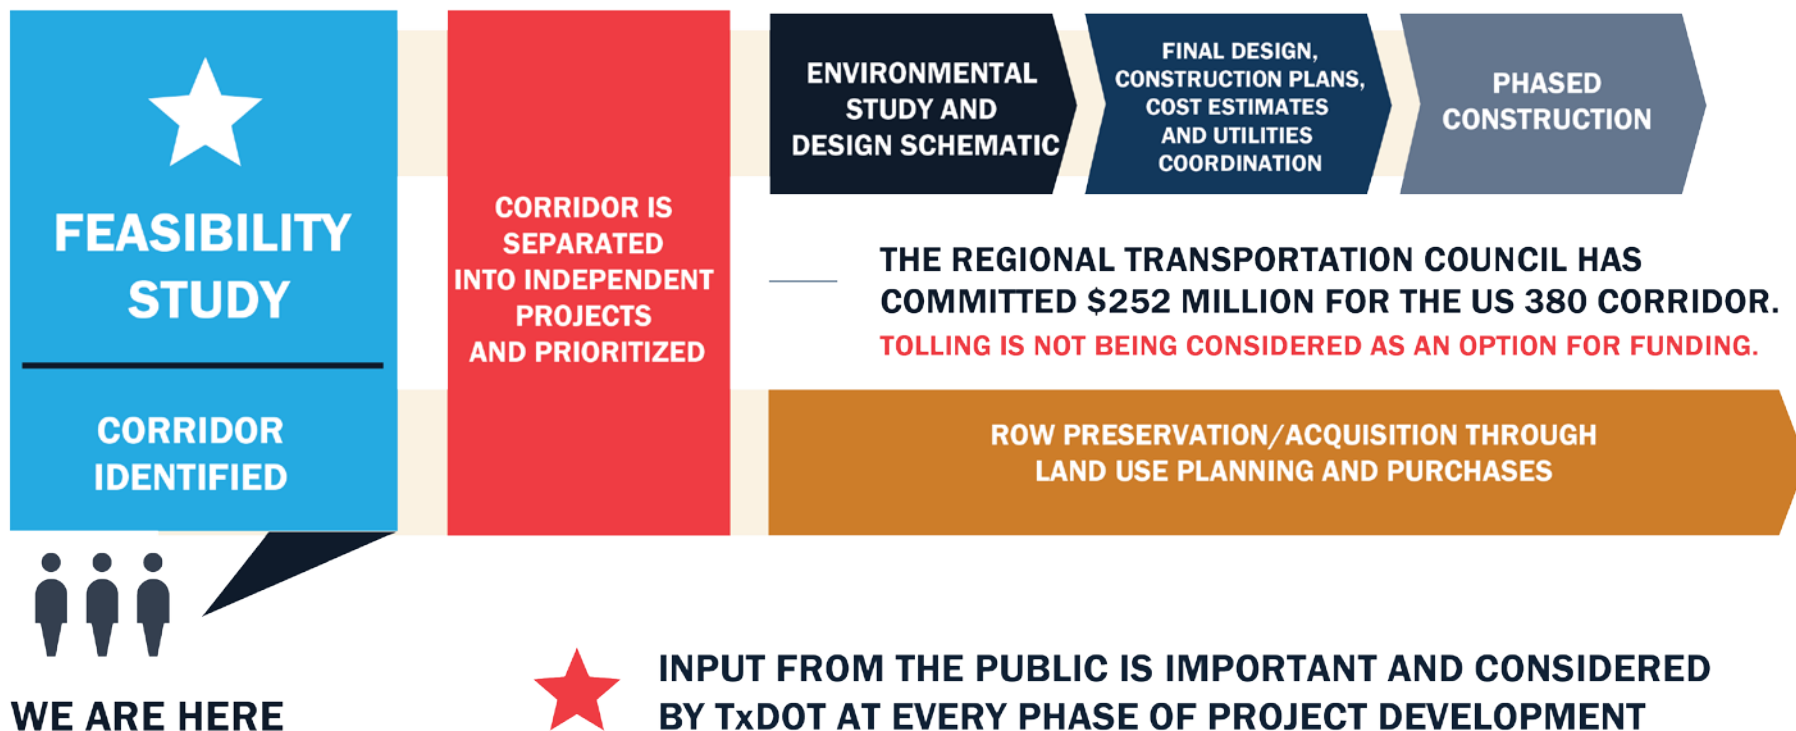 FEASIBILITY
STUDY
CORRIDOR
IDENTIFIED
WE ARE HERE
CORRIDOR IS
SEPARATED
INTO INDEPENDENT
PROJECTS
AND PRIORITIZED
ENVIRONMENTAL
STUDY AND
DESIGN SCHEMATIC
FINAL DESIGN,
CONSTRUCTION PLANS,
COST ESTIMATES
AND UTILITIES
COORDINATION
PHASED
CONSTRUCTION
THE REGIONAL TRANSPORTATION COUNCIL HAS
COMMITTED $252 MILLION FOR THE US 380 CORRIDOR.
TOLLING IS NOT BEING CONSIDERED AS AN OPTION FOR FUNDING.
ROW PRESERVATION/ACQUISITION THROUGH
LAND USE PLANNING AND PURCHASES
INPUT FROM THE PUBLIC IS IMPORTANT AND CONSIDERED
BY TxDOT AT EVERY PHASE OF PROJECT DEVELOPMENT